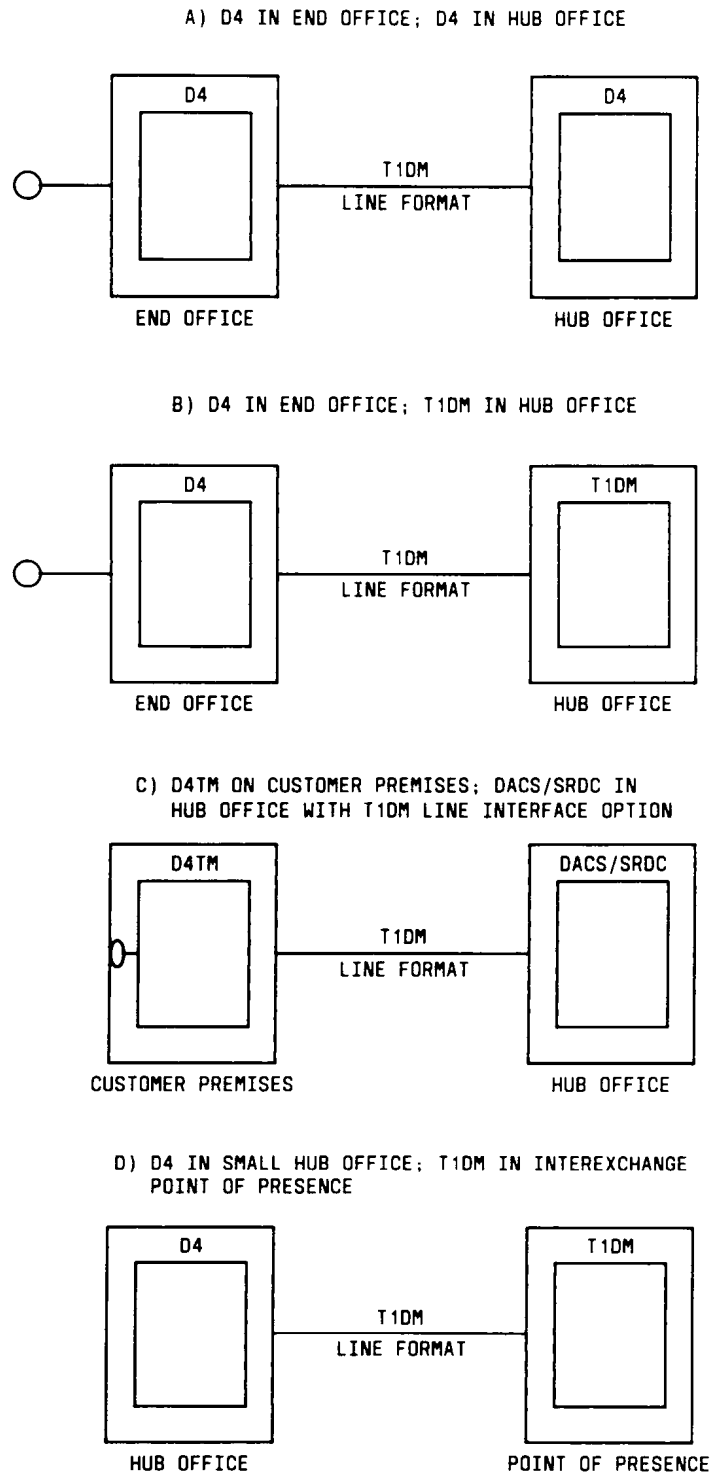 A) D4 IN END OFFICE; D4 IN HUB OFFICE
D4
D4
T1DM
LINE FORMAT
END OFFICE
HUB OFFICE
B) D4 IN END OFFICE; T1DM IN HUB OFFICE
D4
T1DM
T1DM
LINE FORMAT
END OFFICE
HUB OFFICE
C) D4TM ON CUSTOMER PREMISES; DACS/SRDC IN
HUB OFFICE WITH T1DM LINE INTERFACE OPTION
D4TM
DACS/SRDC
T1DM
LINE FORMAT
CUSTOMER PREMISES
HUB OFFICE
D) D4 IN SMALL HUB OFFICE; T1DM IN INTEREXCHANGE
POINT OF PRESENCE
D4
T1DM
T1DM
LINE FORMAT
HUB OFFICE
POINT OF PRESENCE